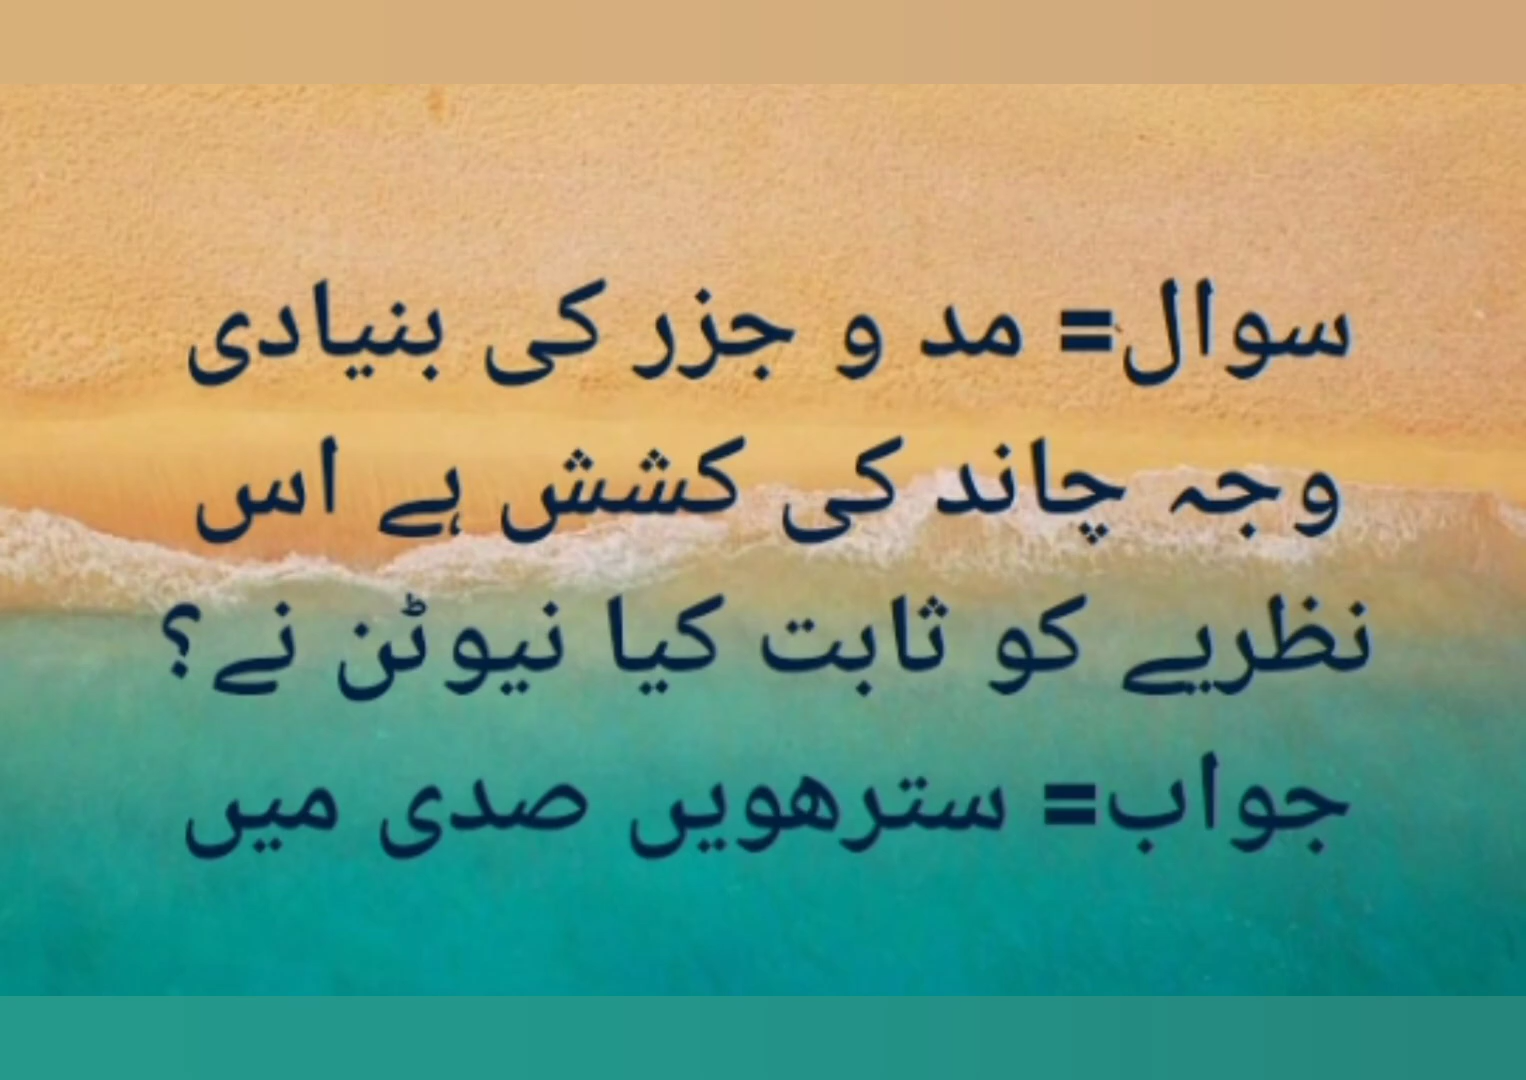 سوال= مد و جزر کی بنیادی
وجہ چاند کی کشش ہے اس
نظریے کو ثابت کیا نیوٹن نے؟
جواب= سترھویں صدی میں